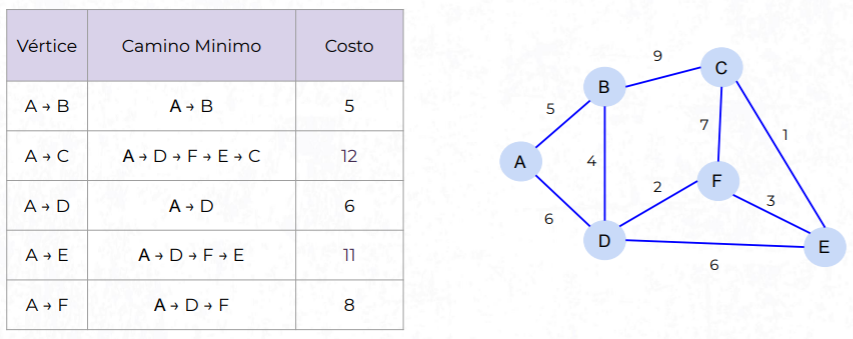 Vértice Camino Minimo Costo
A → B A → B 5
A → C A → D → F → E → C 12
A → D A → D 6
A → E A → D → F → E 11
A → F A → D → F 8
C
9
B
5
7
1
A
4
F
2
3
6
D
E
6